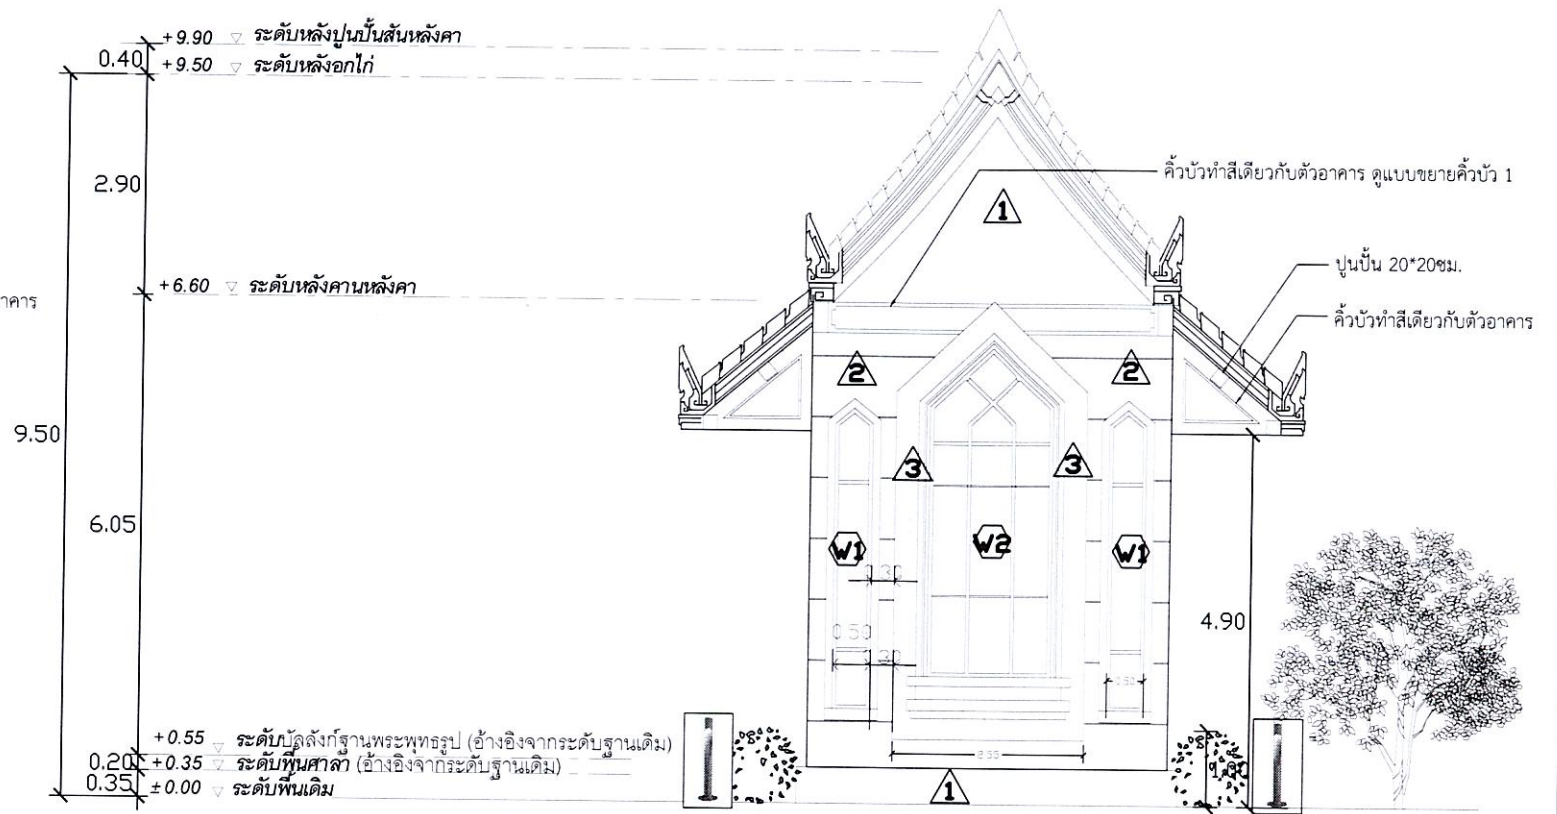 +9.90 ระดับหลังปูนปั้นสันหลังคา
0.40
+9.50 ระดับหลังอกไก่
2.90
คิ้วบัวทำสีเดียวกับตัวอาคาร ดูแบบขยายคิ้วบัว 1
1
ปูนปั้น 20*20ซม.
+6.60 ระดับหลังคานหลังคา
าคาร
คิ้วบัวทำสีเดียวกับตัวอาคาร
2
2
9.50
3
3
6.05
W1
W2
W1
.30
4.90
0.50
.30
0.50
+0.55 ระดับบัลลังก์ฐานพระพุทธรูป (อ้างอิงจากระดับฐานเดิม)
0.20
+0.35 ระดับพื้นศาลา (อ้างอิงจากระดับฐานเดิม)
0.35
±0.00 ระดับพื้นเดิม
1